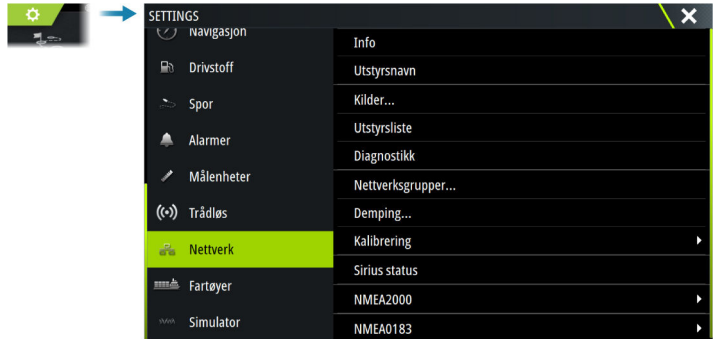 SETTINGS
Navigasjon
Drivstoff
Spor
Alarmer
Målenheter
Trådløs
Nettverk
Fartøyer
Simulator
Info
Utstyrsnavn
Kilder...
Utstyrsliste
Diagnostikk
Nettverksgrupper...
Demping...
Kalibrering
Sirius status
NMEA2000
NMEA0183